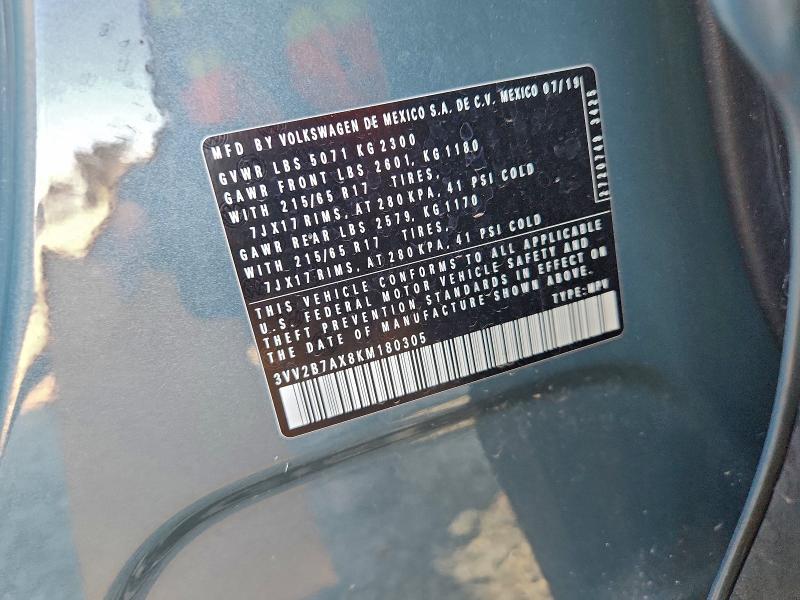 MFD BY VOLKSWAGEN DE MEXICO S.A. DE C.V. MEXICO 07/19
GVWR LBS 5071 KG 2300
GAWR FRONT LBS 2601, KG 1180
WITH 215/65 R17 TIRES,
7JX17 RIMS, AT 280 KPA, 41 PSI COLD
GAWR REAR LBS 2579, KG 1170
WITH 215/65 R17 TIRES,
7JX17 RIMS, AT 280 KPA, 41 PSI COLD
THIS VEHICLE CONFORMS TO ALL APPLICABLE
U.S. FEDERAL MOTOR VEHICLE SAFETY AND
THEFT PREVENTION STANDARDS IN EFFECT ON
THE DATE OF MANUFACTURE SHOWN ABOVE.
3VV2B7AX8KM180305 TYPE: MPV